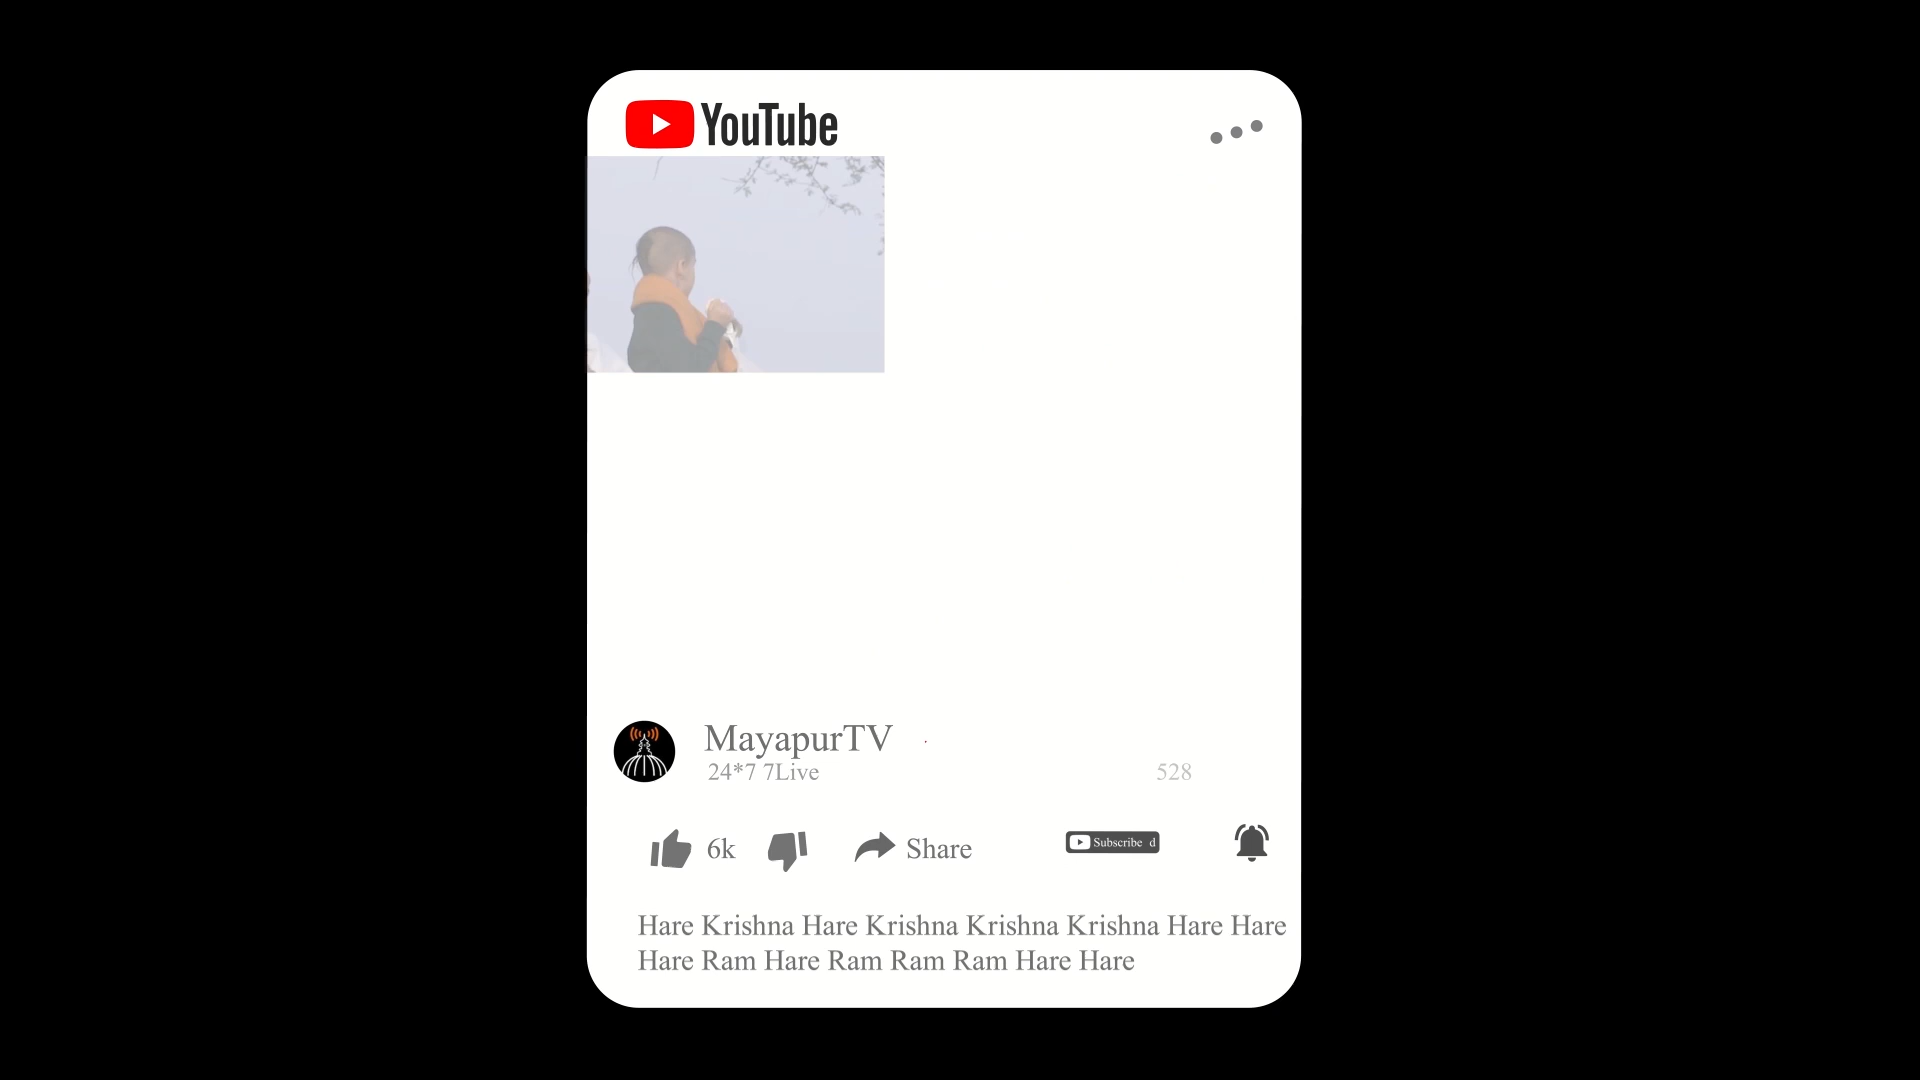 YouTube
MayapurTV
24*7 7Live
528
6k
Share
Subscribe d
Hare Krishna Hare Krishna Krishna Krishna Hare Hare
Hare Ram Hare Ram Ram Ram Hare Hare